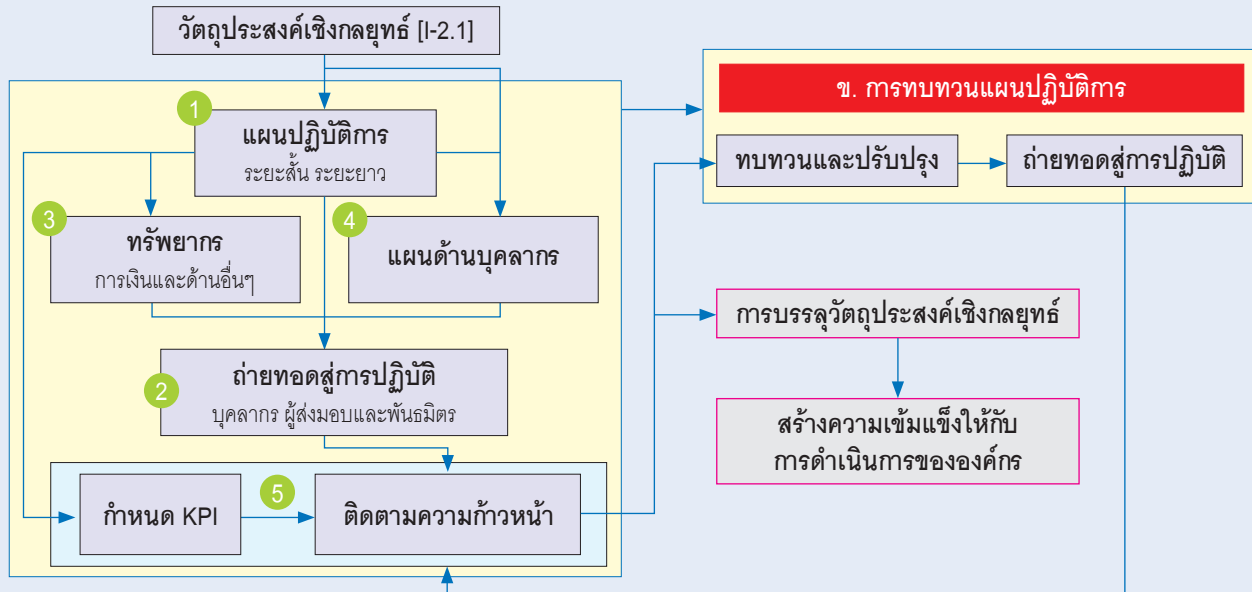 วัตถุประสงค์เชิงกลยุทธ์ [I-2.1]
1
แผนปฏิบัติการ
ระยะสั้น ระยะยาว
3
ทรัพยากร
การเงินและด้านอื่นๆ
4
แผนด้านบุคลากร
2
ถ่ายทอดสู่การปฏิบัติ
บุคลากร ผู้ส่งมอบและพันธมิตร
กำหนด KPI
5
ติดตามความก้าวหน้า
ข. การทบทวนแผนปฏิบัติการ
ทบทวนและปรับปรุง
ถ่ายทอดสู่การปฏิบัติ
การบรรลุวัตถุประสงค์เชิงกลยุทธ์
สร้างความเข้มแข็งให้กับ
การดำเนินการขององค์กร